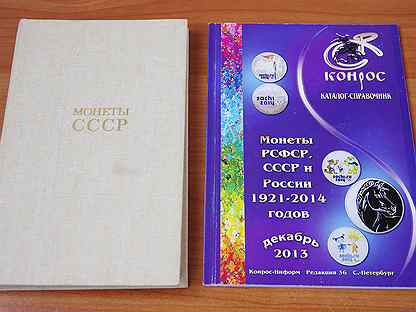 МОНЕТЫ
СССР
КОНРОС
КАТАЛОГ-СПРАВОЧНИК
sochi
2014
Монеты
РСФСР,
СССР и
России
1921-2014
годов
декабрь
2013
Конрос-Информ Редакция 36 С.-Петербург